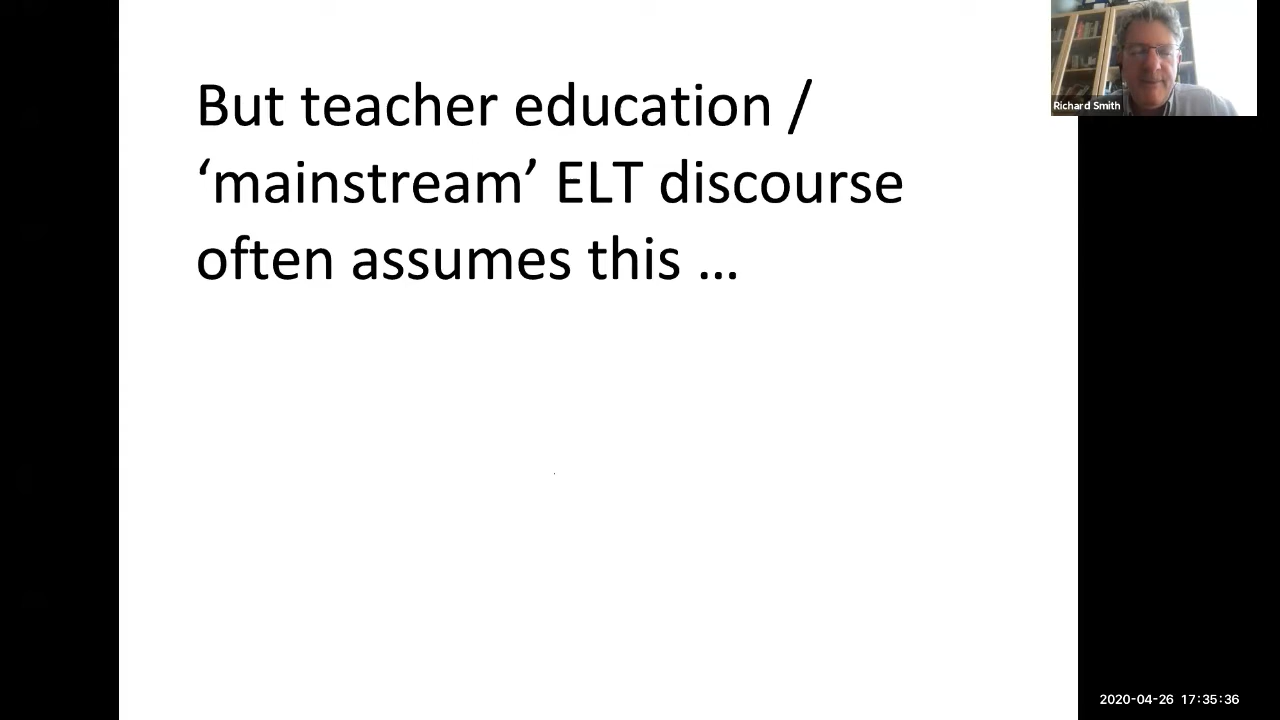 But teacher education /
‘mainstream’ ELT discourse
often assumes this …
Richard Smith
2020-04-26 17:35:36